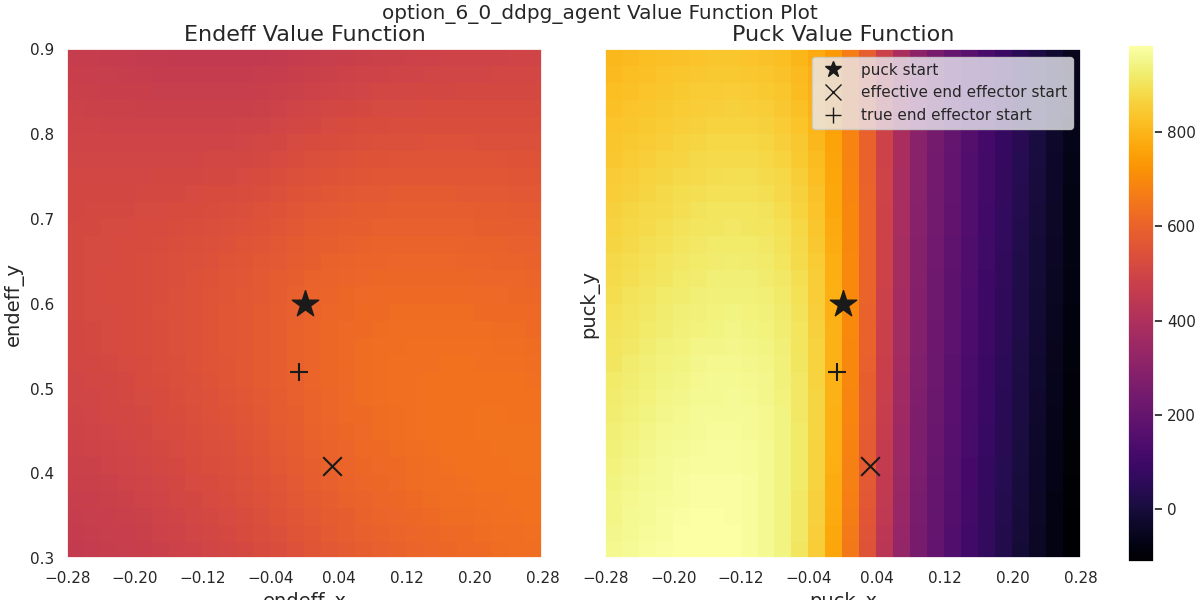 option_6_0_ddpg_agent Value Function Plot
Endeff Value Function
Puck Value Function
puck start
effective end effector start
true end effector start
0.9
0.8
0.7
0.6
0.5
0.4
0.3
endeff_y
puck_y
−0.28 −0.20 −0.12 −0.04 0.04 0.12 0.20 0.28
−0.28 −0.20 −0.12 −0.04 0.04 0.12 0.20 0.28
endeff_x
puck_x
800
600
400
200
0